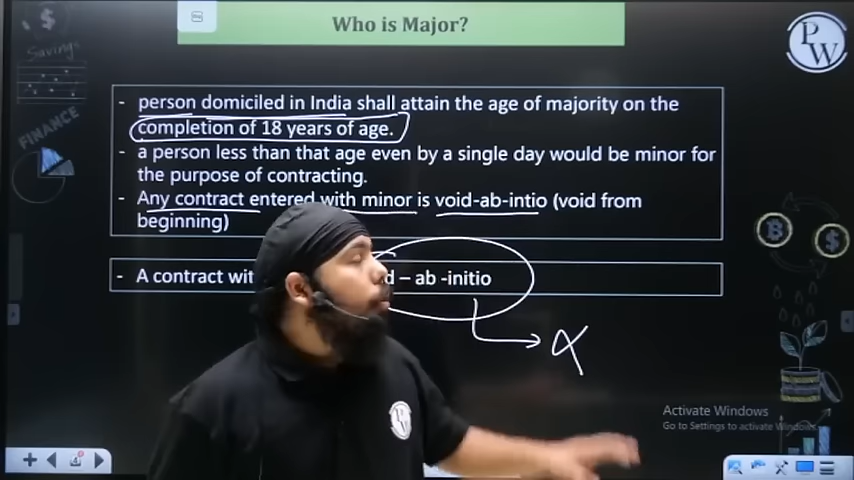 Who is Major?
Savings
FINANCE
PW
- person domiciled in India shall attain the age of majority on the
completion of 18 years of age.
- a person less than that age even by a single day would be minor for
the purpose of contracting.
- Any contract entered with minor is void-ab-intio (void from
beginning)
- A contract wit d – ab -initio
Activate Windows
Go to Settings to activate Windows.
PW